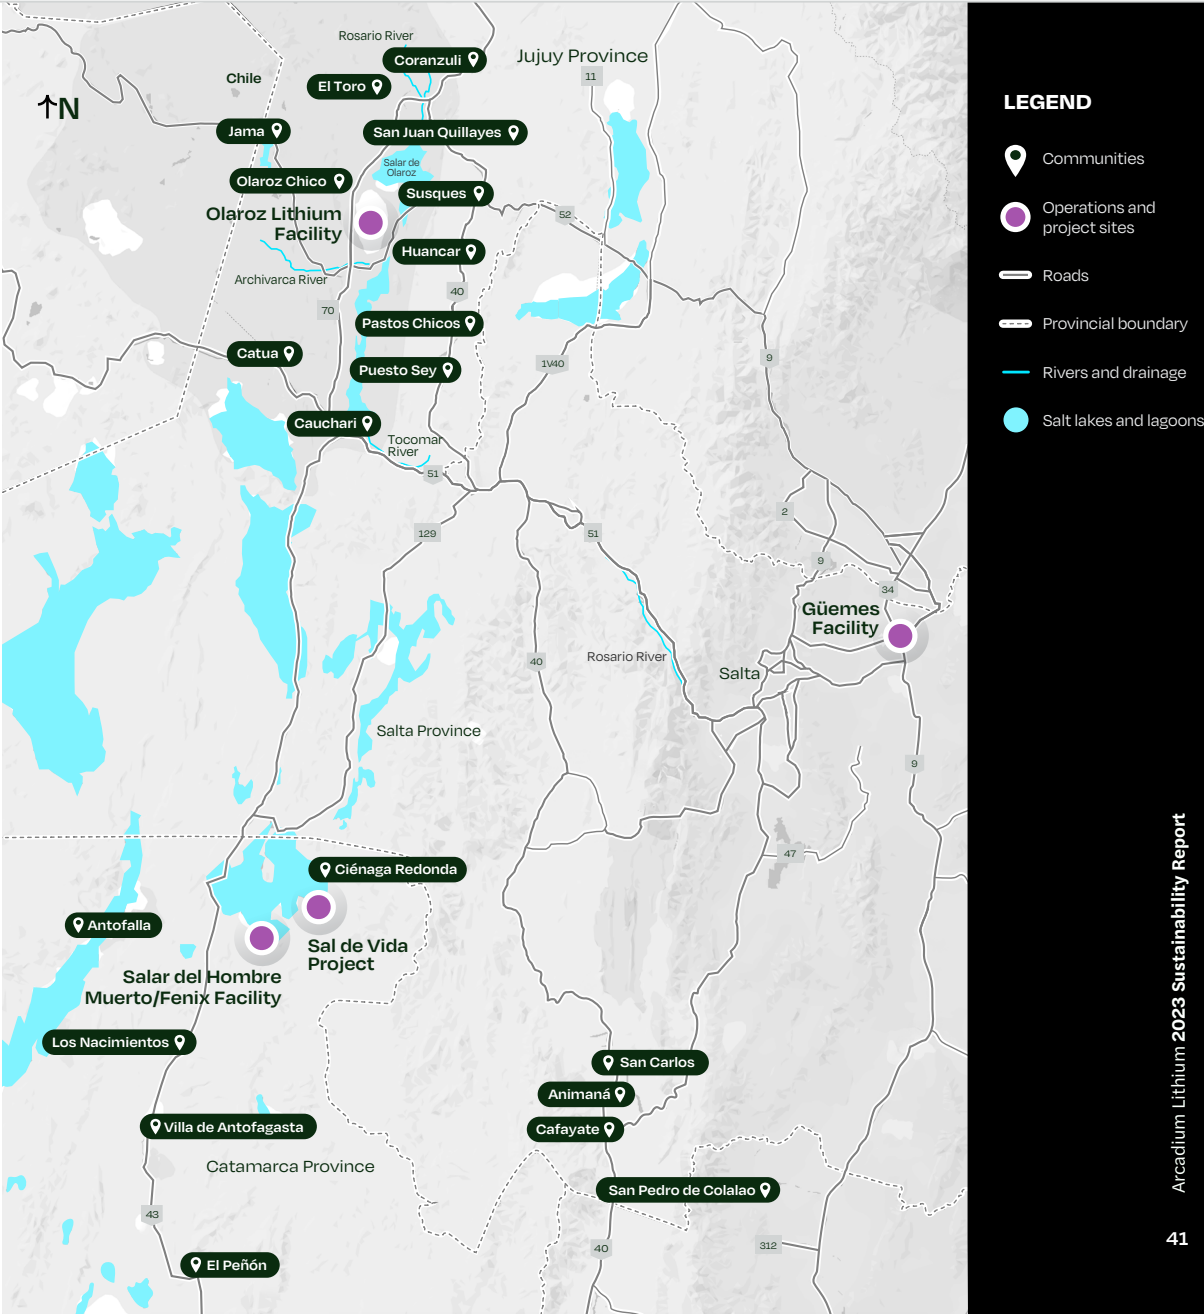 Rosario River
Coranzuli
Jujuy Province
El Toro
Chile
11
N
Jama
San Juan Quillayes
Salar de
Olaroz
Olaroz Chico
Susques
Olaroz Lithium
Facility
52
Huancar
Archivarca River
40
70
Pastos Chicos
Catua
1V40
9
Puesto Sey
Cauchari
Tocomar
River
51
2
129
51
9
34
Güemes
Facility
40
Rosario River
Salta
Salta Province
9
47
Ciénaga Redonda
Antofalla
Sal de Vida
Project
Salar del Hombre
Muerto/Fenix Facility
Los Nacimientos
San Carlos
Animaná
Villa de Antofagasta
Cafayate
Catamarca Province
San Pedro de Colalao
43
40
312
El Peñón
LEGEND
Communities
Operations and
project sites
Roads
Provincial boundary
Rivers and drainage
Salt lakes and lagoons
Arcadium Lithium 2023 Sustainability Report
41